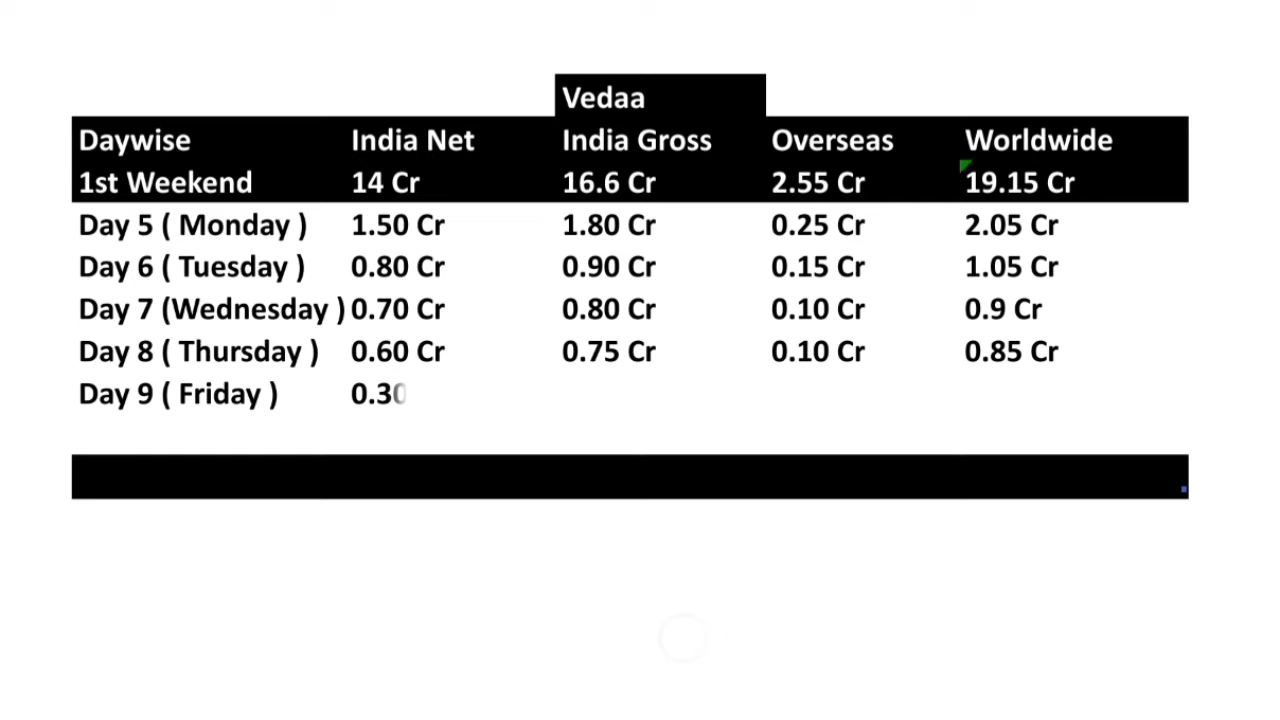 Vedaa
Daywise India Net India Gross Overseas Worldwide
1st Weekend 14 Cr 16.6 Cr 2.55 Cr 19.15 Cr
Day 5 ( Monday ) 1.50 Cr 1.80 Cr 0.25 Cr 2.05 Cr
Day 6 ( Tuesday ) 0.80 Cr 0.90 Cr 0.15 Cr 1.05 Cr
Day 7 (Wednesday ) 0.70 Cr 0.80 Cr 0.10 Cr 0.9 Cr
Day 8 ( Thursday ) 0.60 Cr 0.75 Cr 0.10 Cr 0.85 Cr
Day 9 ( Friday ) 0.30